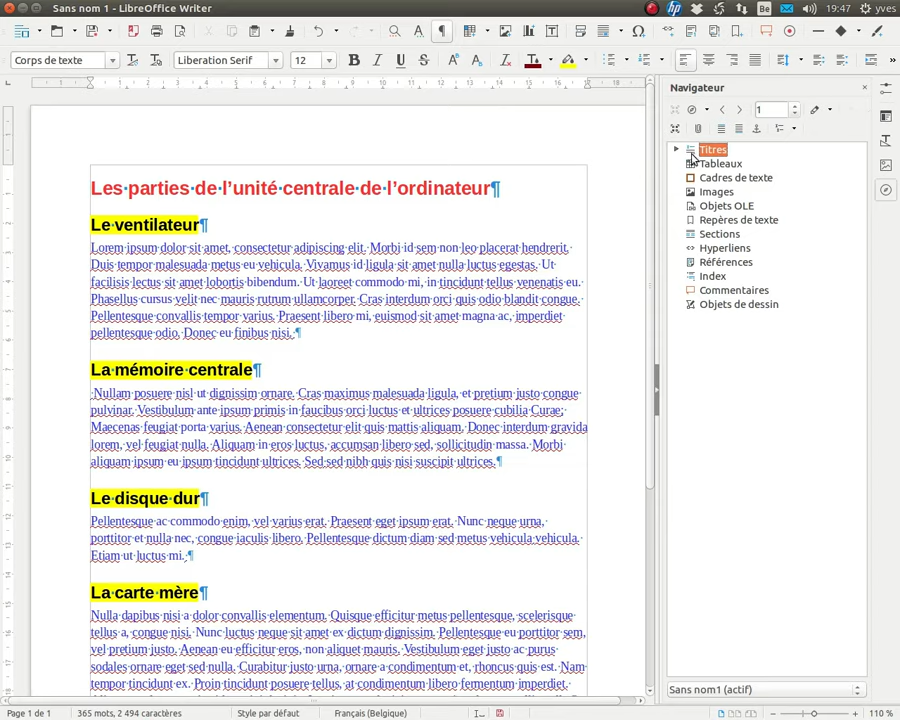 Sans nom 1 - LibreOffice Writer
Be
19:47
yves
Corps de texte
Liberation Serif
12
Navigateur
1
Titres
Tableaux
Cadres de texte
Images
Objets OLE
Repères de texte
Sections
Hyperliens
Références
Index
Commentaires
Objets de dessin
Sans nom1 (actif)
Les·parties·de·l’unité·centrale·de·l’ordinateur¶
Le·ventilateur¶
Lorem·ipsum·dolor·sit·amet,·consectetur·adipiscing·elit.·Morbi·id·sem·non·leo·placerat·hendrerit.·
Duis·tempor·malesuada·metus·eu·vehicula.·Vivamus·id·ligula·sit·amet·nulla·luctus·egestas.·Ut·
facilisis·lectus·sit·amet·lobortis·bibendum.·Ut·laoreet·commodo·mi,·in·tincidunt·tellus·venenatis·eu.·
Phasellus·cursus·velit·nec·mauris·rutrum·ullamcorper.·Cras·interdum·orci·quis·odio·blandit·congue.·
Pellentesque·convallis·tempor·varius.·Praesent·libero·mi,·euismod·sit·amet·magna·ac,·imperdiet·
pellentesque·odio.·Donec·eu·finibus·nisi.·¶
La·mémoire·centrale¶
·Nullam·posuere·nisl·ut·dignissim·ornare.·Cras·maximus·malesuada·ligula,·et·pretium·justo·congue·
pulvinar.·Vestibulum·ante·ipsum·primis·in·faucibus·orci·luctus·et·ultrices·posuere·cubilia·Curae;·
Maecenas·feugiat·porta·varius.·Aenean·consectetur·elit·quis·mattis·aliquam.·Donec·interdum·gravida·
lorem,·vel·feugiat·nulla.·Aliquam·in·eros·luctus,·accumsan·libero·sed,·sollicitudin·massa.·Morbi·
aliquam·ipsum·eu·ipsum·tincidunt·ultrices.·Sed·sed·nibh·quis·nisi·suscipit·ultrices.¶
Le·disque·dur¶
Pellentesque·ac·commodo·enim,·vel·varius·erat.·Praesent·eget·ipsum·erat.·Nunc·neque·urna,·
porttitor·et·nulla·nec,·congue·iaculis·libero.·Pellentesque·dictum·diam·sed·metus·vehicula·vehicula.·
Etiam·ut·luctus·mi.·¶
La·carte·mère¶
Nulla·dapibus·nisi·a·dolor·convallis·elementum.·Quisque·efficitur·metus·pellentesque,·scelerisque·
tellus·a,·congue·nisi.·Nunc·luctus·neque·sit·amet·ex·dictum·dignissim.·Pellentesque·eu·porttitor·sem,·
vel·pretium·justo.·Aenean·eu·efficitur·eros,·non·aliquet·mauris.·Vestibulum·ac·purus·
sodales·ornare·eget·sed·nulla.·Curabitur·justo·urna,·ornare·a·condimentum·et,·rhoncus·quis·est.·Nam·
tempor·tincidunt·ex.·Proin·tincidunt·posuere·lectus,·at·condimentum·libero·fermentum·imperdiet.·
Page 1 de 1
365 mots, 2 494 caractères
Style par défaut
Français (Belgique)
110 %